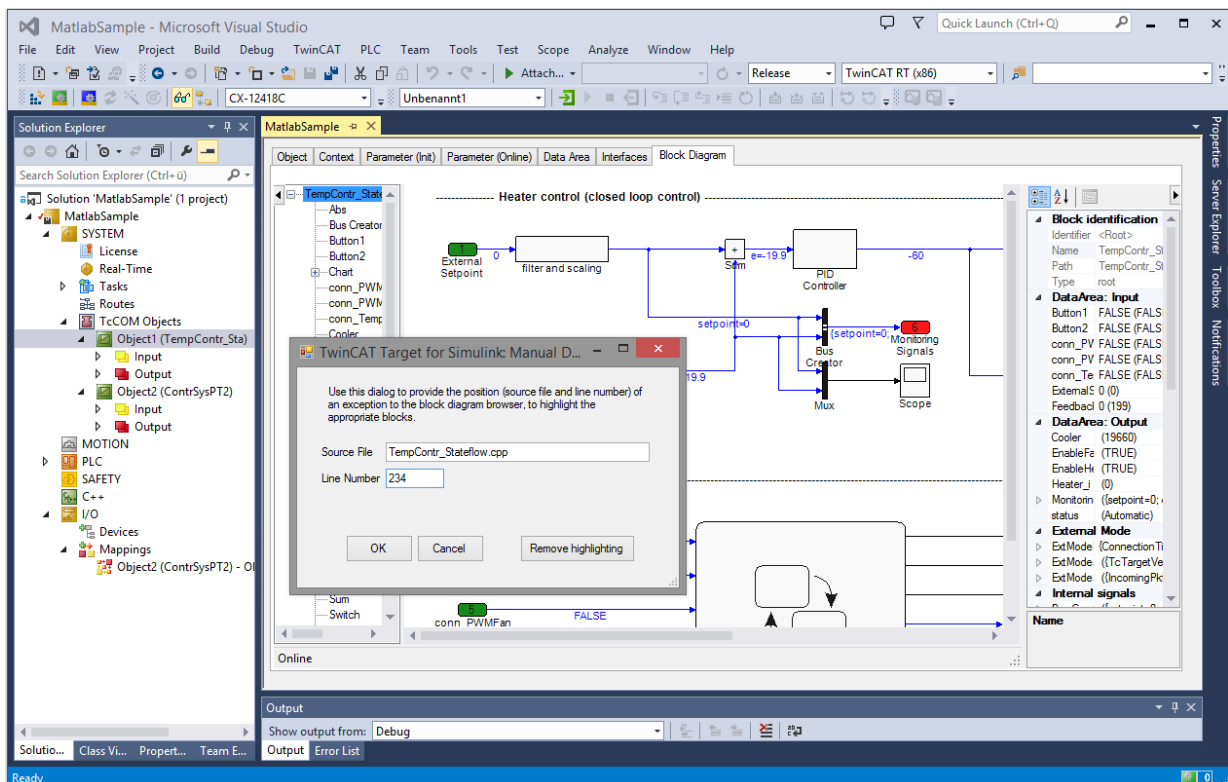 MatlabSample - Microsoft Visual Studio
Quick Launch (Ctrl+Q)
File Edit View Project Build Debug TwinCAT PLC Team Tools Test Scope Analyze Window Help
Attach... Release TwinCAT RT (x86)
CX-12418C Unbenannt1
Solution Explorer
Search Solution Explorer (Ctrl+ü)
Solution 'MatlabSample' (1 project)
MatlabSample
SYSTEM
License
Real-Time
Tasks
Routes
TcCOM Objects
Object1 (TempContr_Sta)
Input
Output
Object2 (ContrSysPT2)
Input
Output
MOTION
PLC
SAFETY
C++
I/O
Devices
Mappings
Object2 (ContrSysPT2) - Ol
Solutio... Class Vi... Propert... Team E...
MatlabSample
Object Context Parameter (Init) Parameter (Online) Data Area Interfaces Block Diagram
TempContr_State
Abs
Bus Creator
Button1
Button2
Chart
conn_PWM
conn_PWM
conn_Temp
Cooler
Sum
Switch
Heater control (closed loop control)
1
External
Setpoint
0
filter and scaling
+
Sum
e=-19.9
PID
Controller
-60
setpoint=0
{setpoint=0;
6
Monitoring
Signals
Bus
Creator
19.9
Mux
Scope
5
conn_PWMFan
FALSE
Online
TwinCAT Target for Simulink: Manual D...
Use this dialog to provide the position (source file and line number) of
an exception to the block diagram browser, to highlight the
appropriate blocks.
Source File TempContr_Stateflow.cpp
Line Number 234
OK Cancel Remove highlighting
Block identification
Identifier <Root>
Name TempContr_St
Path TempContr_St
Type root
DataArea: Input
Button1 FALSE (FALS
Button2 FALSE (FALS
conn_PV FALSE (FALS
conn_PV FALSE (FALS
conn_Te FALSE (FALS
ExternalS 0 (0)
Feedbacl 0 (199)
DataArea: Output
Cooler (19660)
EnableFa (TRUE)
EnableHe (TRUE)
Heater_i (0)
Monitorin ({setpoint=0;
status (Automatic)
External Mode
ExtMode {ConnectionTi
ExtMode ({TcTargetVe
ExtMode ({IncomingPk
Internal signals
Name
Properties
Server Explorer
Toolbox
Notifications
Output
Show output from: Debug
Output Error List
Ready
0